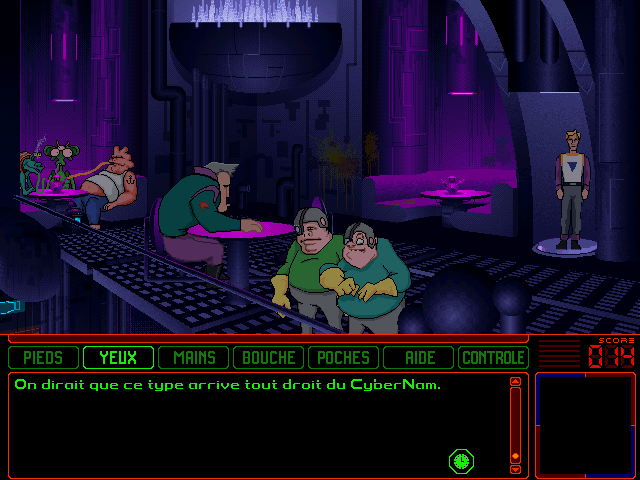 SCORE
014
PIEDS YEUX MAINS BOUCHE POCHES AIDE CONTROLE
On dirait que ce type arrive tout droit du CyberNam.